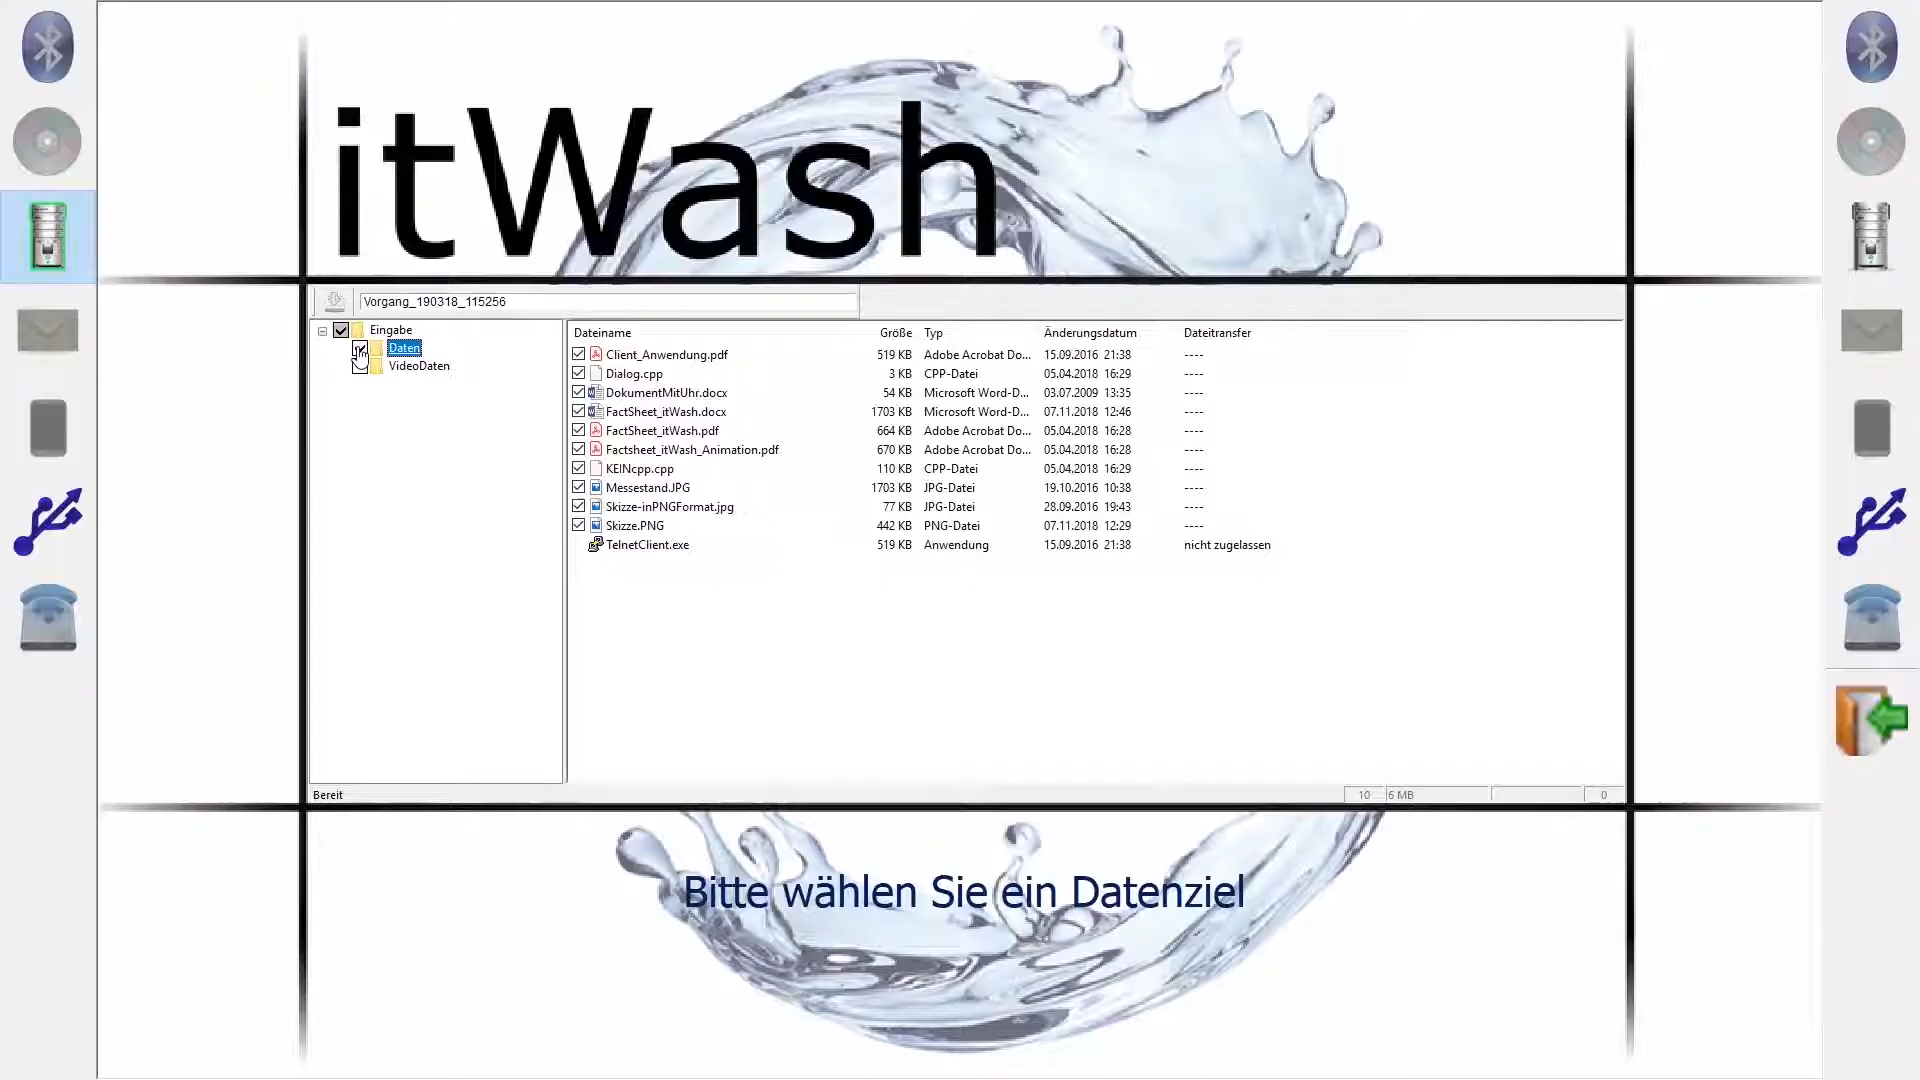 itWash
Vorgang_190318_115256
Eingabe
Daten
VideoDaten
Dateiname Größe Typ Änderungsdatum Dateitransfer
Client_Anwendung.pdf 519 KB Adobe Acrobat Do... 15.09.2016 21:38 ----
Dialog.cpp 3 KB CPP-Datei 05.04.2018 16:29 ----
DokumentMitUhr.docx 54 KB Microsoft Word-D... 03.07.2009 13:35 ----
FactSheet_itWash.docx 1703 KB Microsoft Word-D... 07.11.2018 12:46 ----
FactSheet_itWash.pdf 664 KB Adobe Acrobat Do... 05.04.2018 16:28 ----
Factsheet_itWash_Animation.pdf 670 KB Adobe Acrobat Do... 05.04.2018 16:28 ----
KEINcpp.cpp 110 KB CPP-Datei 05.04.2018 16:29 ----
Messestand.JPG 1703 KB JPG-Datei 19.10.2016 10:38 ----
Skizze-inPNGFormat.jpg 77 KB JPG-Datei 28.09.2016 19:43 ----
Skizze.PNG 442 KB PNG-Datei 07.11.2018 12:29 ----
TelnetClient.exe 519 KB Anwendung 15.09.2016 21:38 nicht zugelassen
Bereit 10 6 MB 0
Bitte wählen Sie ein Datenziel